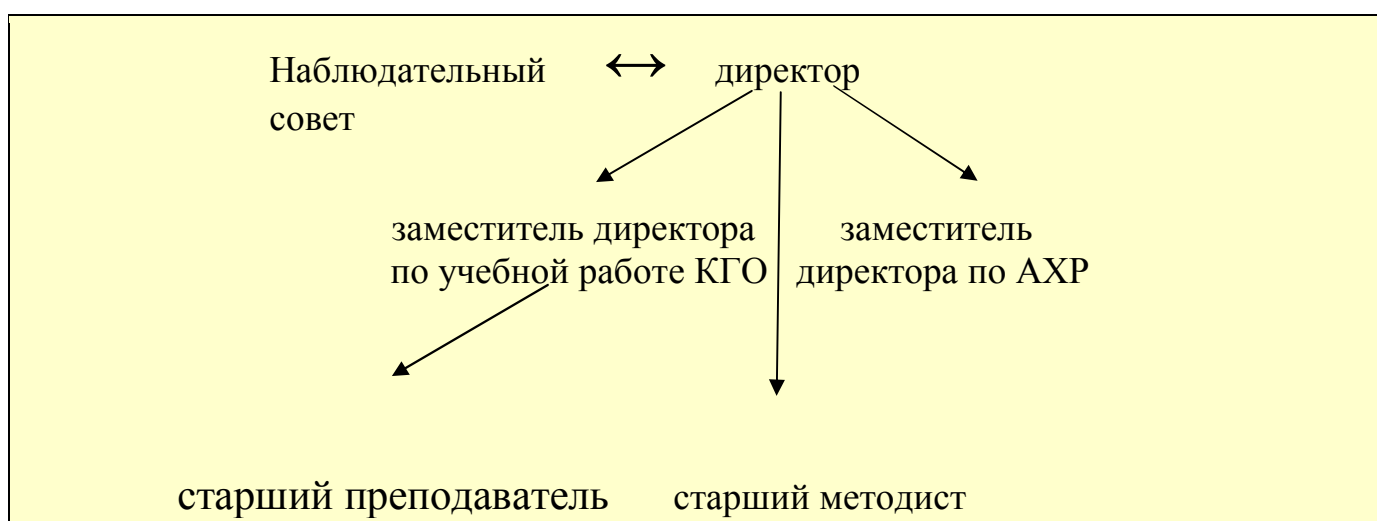 Наблюдательный ↔ директор
совет
заместитель директора заместитель
по учебной работе КГО директора по АХР
старший преподаватель старший методист